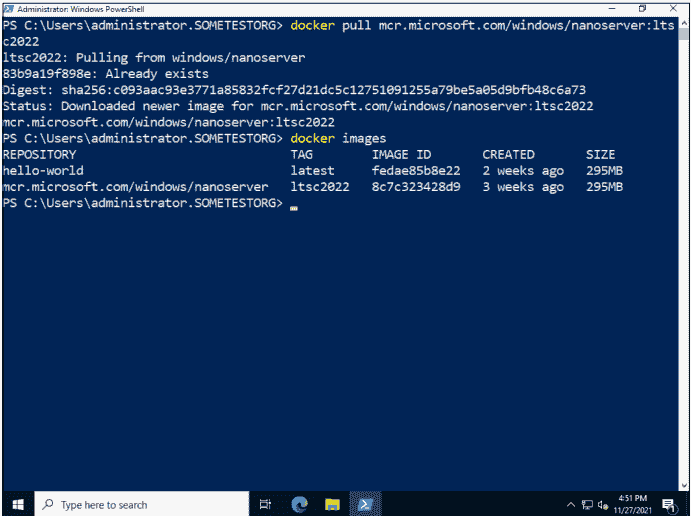 Administrator: Windows PowerShell
PS C:\Users\administrator.SOMETESTORG> docker pull mcr.microsoft.com/windows/nanoserver:lts
c2022
ltsc2022: Pulling from windows/nanoserver
83b9a19f898e: Already exists
Digest: sha256:c093aac93e3771a85832fcf27d21dc5c12751091255a79be5a05d9bfb48c6a73
Status: Downloaded newer image for mcr.microsoft.com/windows/nanoserver:ltsc2022
mcr.microsoft.com/windows/nanoserver:ltsc2022
PS C:\Users\administrator.SOMETESTORG> docker images
REPOSITORY TAG IMAGE ID CREATED SIZE
hello-world latest fedae85b8e22 2 weeks ago 295MB
mcr.microsoft.com/windows/nanoserver ltsc2022 8c7c323428d9 3 weeks ago 295MB
PS C:\Users\administrator.SOMETESTORG>
Type here to search
4:51 PM
11/27/2021
1